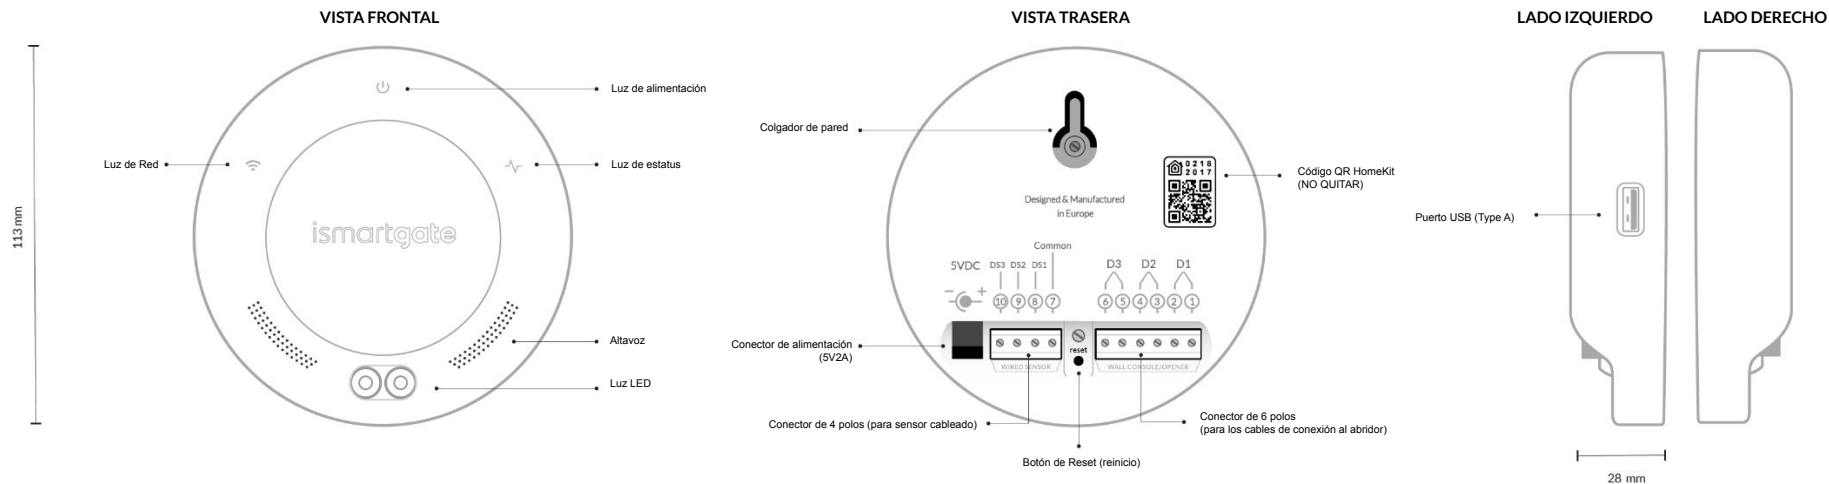 VISTA FRONTAL
113 mm
Luz de alimentación
Luz de Red
Luz de estatus
ismartgate
Altavoz
Luz LED
VISTA TRASERA
Colgador de pared
0218
2017
Código QR HomeKit
(NO QUITAR)
Designed & Manufactured
in Europe
Common
5VDC DS3 DS2 DS1
D3 D2 D1
− +
10 9 8 7
6 5 4 3 2 1
Conector de alimentación
(5V2A)
reset
WIRED SENSOR
WALL CONSOLE/OPENER
Conector de 4 polos (para sensor cableado)
Conector de 6 polos
(para los cables de conexión al abridor)
Botón de Reset (reinicio)
LADO IZQUIERDO
LADO DERECHO
Puerto USB (Type A)
28 mm